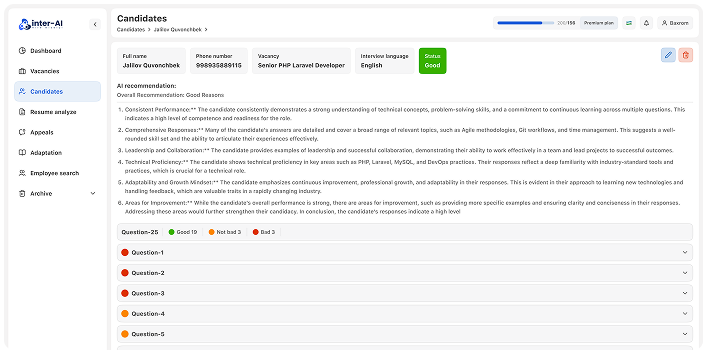 inter-AI
Candidates
Candidates > Jalilov Quvonchbek >
200/156
Premium plan
Baxrom
Dashboard
Vacancies
Candidates
Resume analyze
Appeals
Adaptation
Employee search
Archive
Full name
Jalilov Quvonchbek
Phone number
998935889115
Vacancy
Senior PHP Laravel Developer
Interview language
English
Status
Good
AI recommendation:
Overall Recommendation: Good Reasons
1. Consistent Performance:** The candidate consistently demonstrates a strong understanding of technical concepts, problem-solving skills, and a commitment to continuous learning across multiple questions. This
indicates a high level of competence and readiness for the role.
2. Comprehensive Responses:** Many of the candidate's answers are detailed and cover a broad range of relevant topics, such as Agile methodologies, Git workflows, and time management. This suggests a well-
rounded skill set and the ability to articulate their experiences effectively.
3. Leadership and Collaboration:** The candidate provides examples of leadership and successful collaboration, demonstrating their ability to work effectively in a team and lead projects to successful outcomes.
4. Technical Proficiency:** The candidate shows technical proficiency in key areas such as PHP, Laravel, MySQL, and DevOps practices. Their responses reflect a deep familiarity with industry-standard tools and
practices, which is crucial for a technical role.
5. Adaptability and Growth Mindset:** The candidate emphasizes continuous improvement, professional growth, and adaptability in their responses. This is evident in their approach to learning new technologies and
handling feedback, which are valuable traits in a rapidly changing industry.
6. Areas for Improvement:** While the candidate's overall performance is strong, there are areas for improvement, such as providing more specific examples and ensuring clarity and conciseness in their responses.
Addressing these areas would further strengthen their candidacy. In conclusion, the candidate's responses indicate a high level
Question-25
Good 19
Not bad 3
Bad 3
Question-1
Question-2
Question-3
Question-4
Question-5